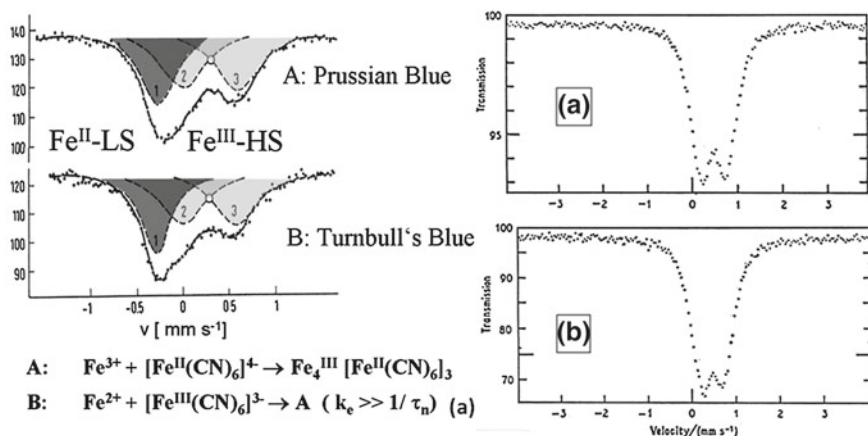 140
130
120
110
100
1
2
3
A: Prussian Blue
Fe^II-LS Fe^III-HS
120
110
100
90
1
2
3
B: Turnbull‘s Blue
-1 -0.5 0 0.5 1
v [ mm s⁻¹]
A: Fe³⁺ + [Fe^II(CN)₆]⁴⁻ → Fe₄^III [Fe^II(CN)₆]₃
B: Fe²⁺ + [Fe^III(CN)₆]³⁻ → A ( kₑ >> 1/ τₙ) (a)
100
95
Transmission
(a)
-3 -2 -1 0 1 2 3
100
90
80
70
Transmission
(b)
-3 -2 -1 0 1 2 3
Velocity/(mm s⁻¹)